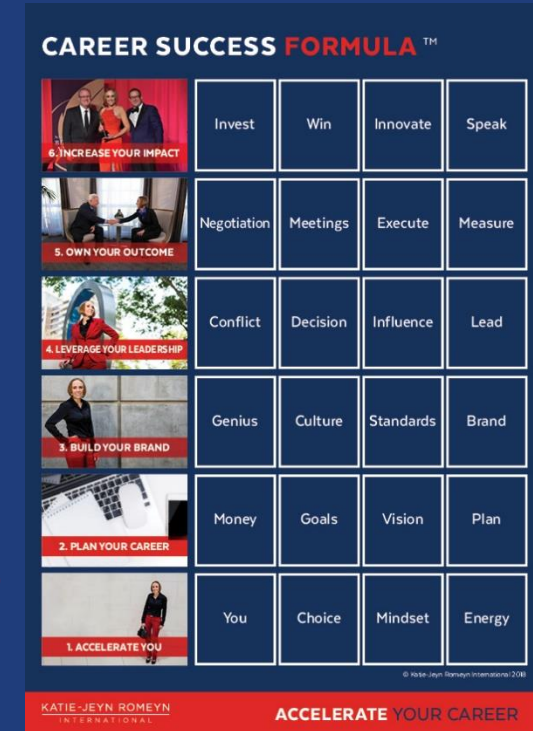 CAREER SUCCESS FORMULA ™
6. INCREASE YOUR IMPACT
Invest
Win
Innovate
Speak
5. OWN YOUR OUTCOME
Negotiation
Meetings
Execute
Measure
4. LEVERAGE YOUR LEADERSHIP
Conflict
Decision
Influence
Lead
3. BUILD YOUR BRAND
Genius
Culture
Standards
Brand
2. PLAN YOUR CAREER
Money
Goals
Vision
Plan
1. ACCELERATE YOU
You
Choice
Mindset
Energy
© Katie-Jeyn Romeyn International 2018
KATIE-JEYN ROMEYN
INTERNATIONAL
ACCELERATE YOUR CAREER